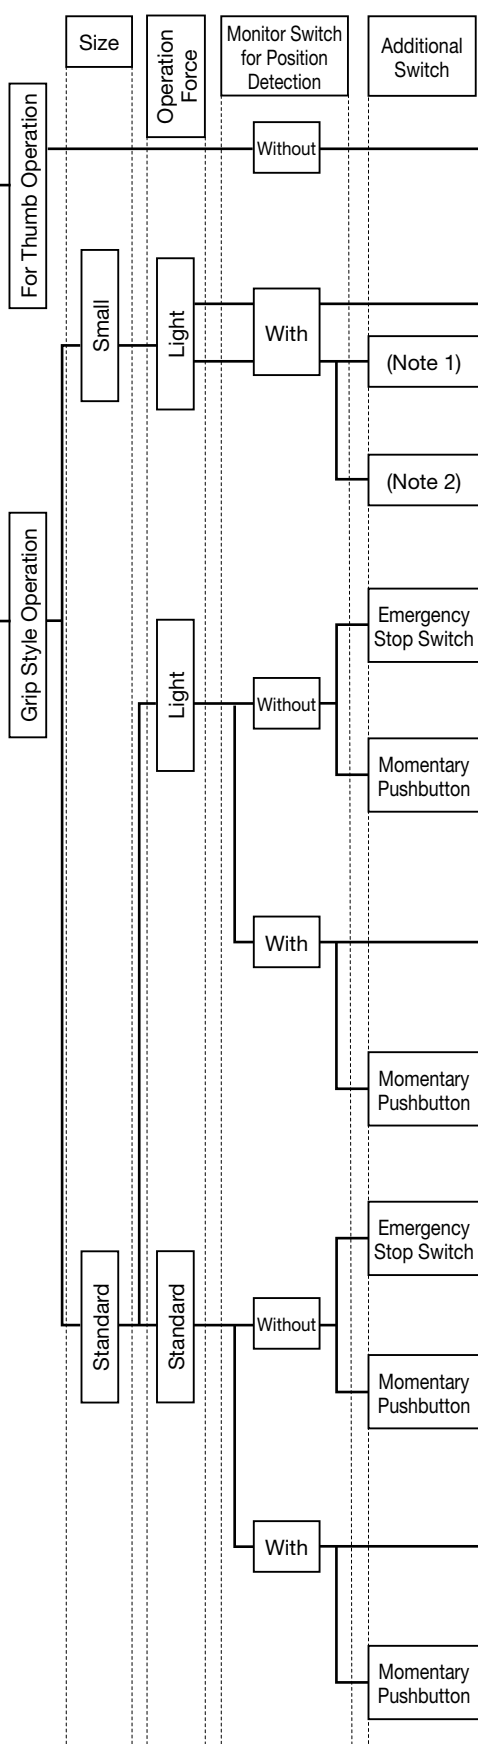 Size
Operation
Force
Monitor Switch
for Position
Detection
Additional
Switch
For Thumb Operation
Without
Small
Light
With
(Note 1)
(Note 2)
Grip Style Operation
Emergency
Stop Switch
Light
Without
Momentary
Pushbutton
With
Momentary
Pushbutton
Emergency
Stop Switch
Standard
Standard
Without
Momentary
Pushbutton
With
Momentary
Pushbutton